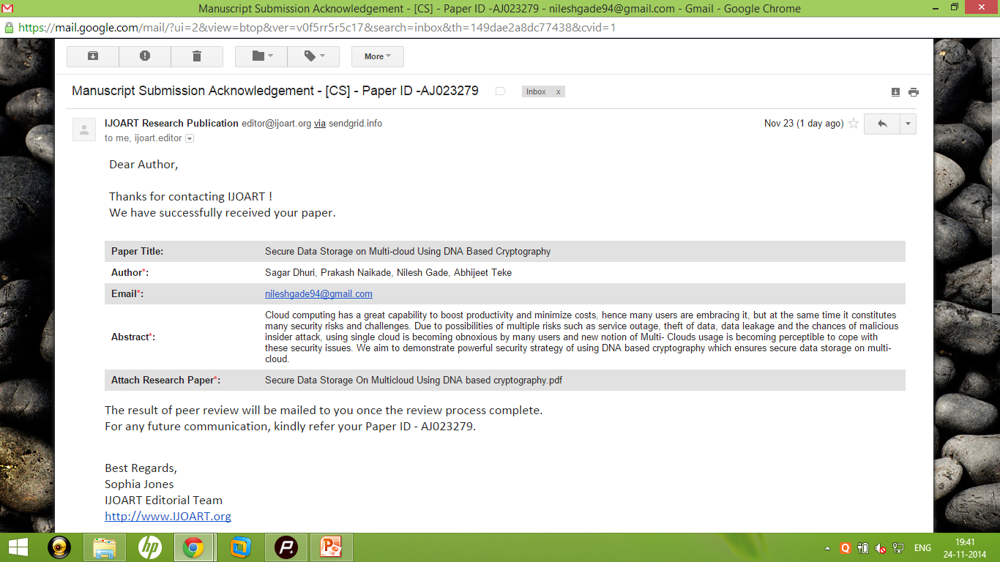 Manuscript Submission Acknowledgement - [CS] - Paper ID -AJ023279 - nileshgade94@gmail.com - Gmail - Google Chrome
https://mail.google.com/mail/?ui=2&view=btop&ver=v0f5rr5r5c17&search=inbox&th=149dae2a8dc77438&cvid=1
More
Manuscript Submission Acknowledgement - [CS] - Paper ID -AJ023279
Inbox x
IJOART Research Publication editor@ijoart.org via sendgrid.info
Nov 23 (1 day ago)
to me, ijoart.editor
Dear Author,
Thanks for contacting IJOART !
We have successfully received your paper.
Paper Title: Secure Data Storage on Multi-cloud Using DNA Based Cryptography
Author*: Sagar Dhuri, Prakash Naikade, Nilesh Gade, Abhijeet Teke
Email*: nileshgade94@gmail.com
Abstract*:
Cloud computing has a great capability to boost productivity and minimize costs, hence many users are embracing it, but at the same time it constitutes
many security risks and challenges. Due to possibilities of multiple risks such as service outage, theft of data, data leakage and the chances of malicious
insider attack, using single cloud is becoming obnoxious by many users and new notion of Multi- Clouds usage is becoming perceptible to cope with
these security issues. We aim to demonstrate powerful security strategy of using DNA based cryptography which ensures secure data storage on multi-
cloud.
Attach Research Paper*: Secure Data Storage On Multicloud Using DNA based cryptography.pdf
The result of peer review will be mailed to you once the review process complete.
For any future communication, kindly refer your Paper ID - AJ023279.
Best Regards,
Sophia Jones
IJOART Editorial Team
http://www.IJOART.org
hp
P
Q
ENG
19:41
24-11-2014